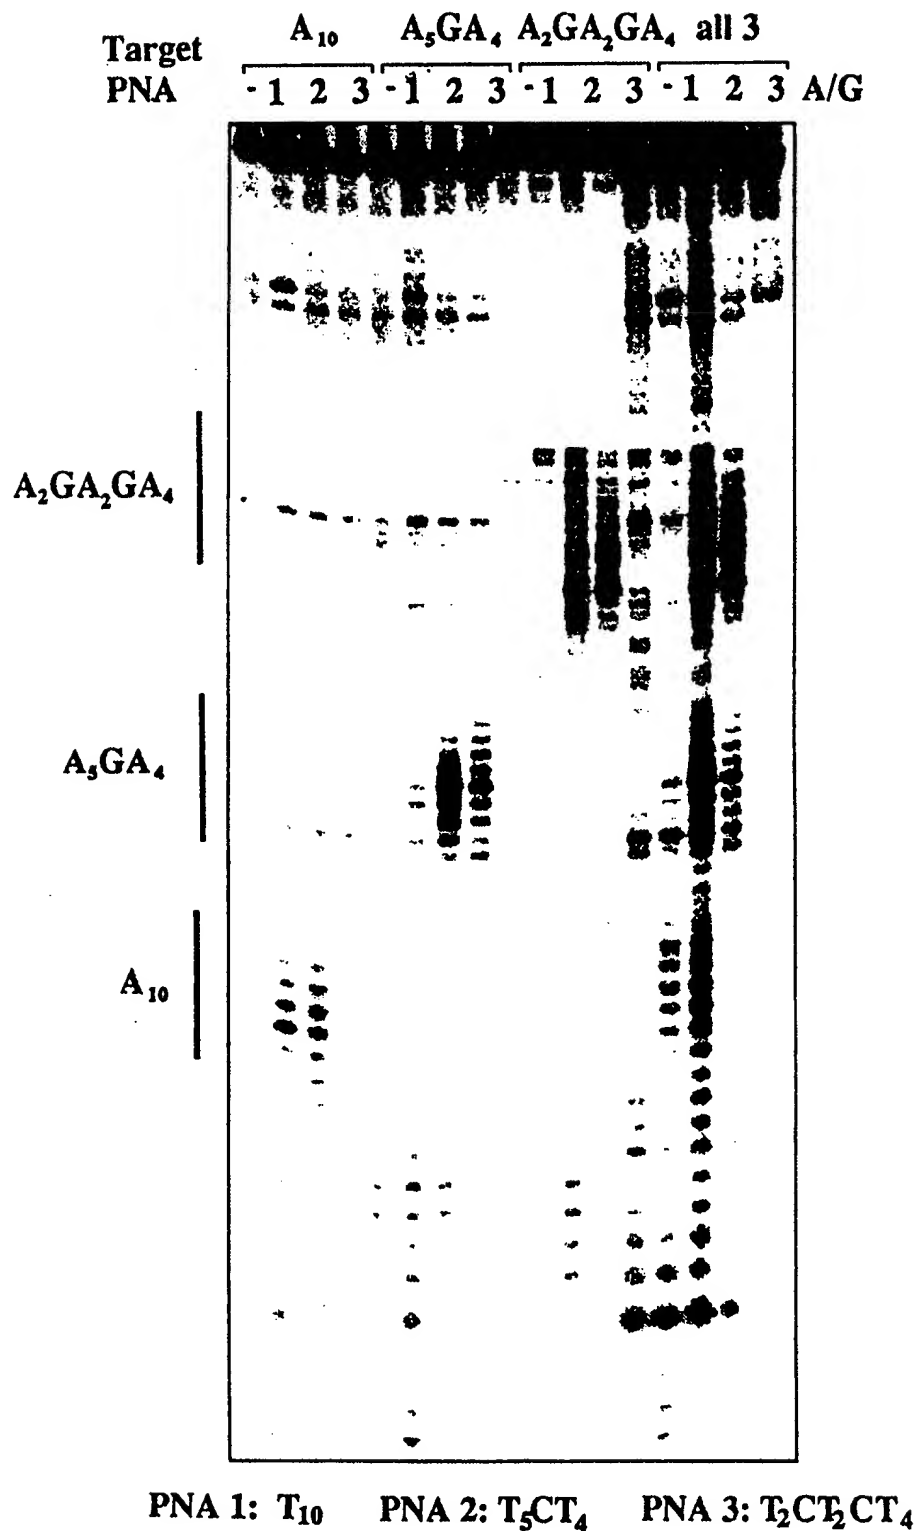 Target A₁₀ A₅GA₄ A₂GA₂GA₄ all 3
PNA - 1 2 3 - 1 2 3 - 1 2 3 - 1 2 3 A/G
A₂GA₂GA₄
A₅GA₄
A₁₀
PNA 1: T₁₀ PNA 2: T₅CT₄ PNA 3: T₂CT₂CT₄